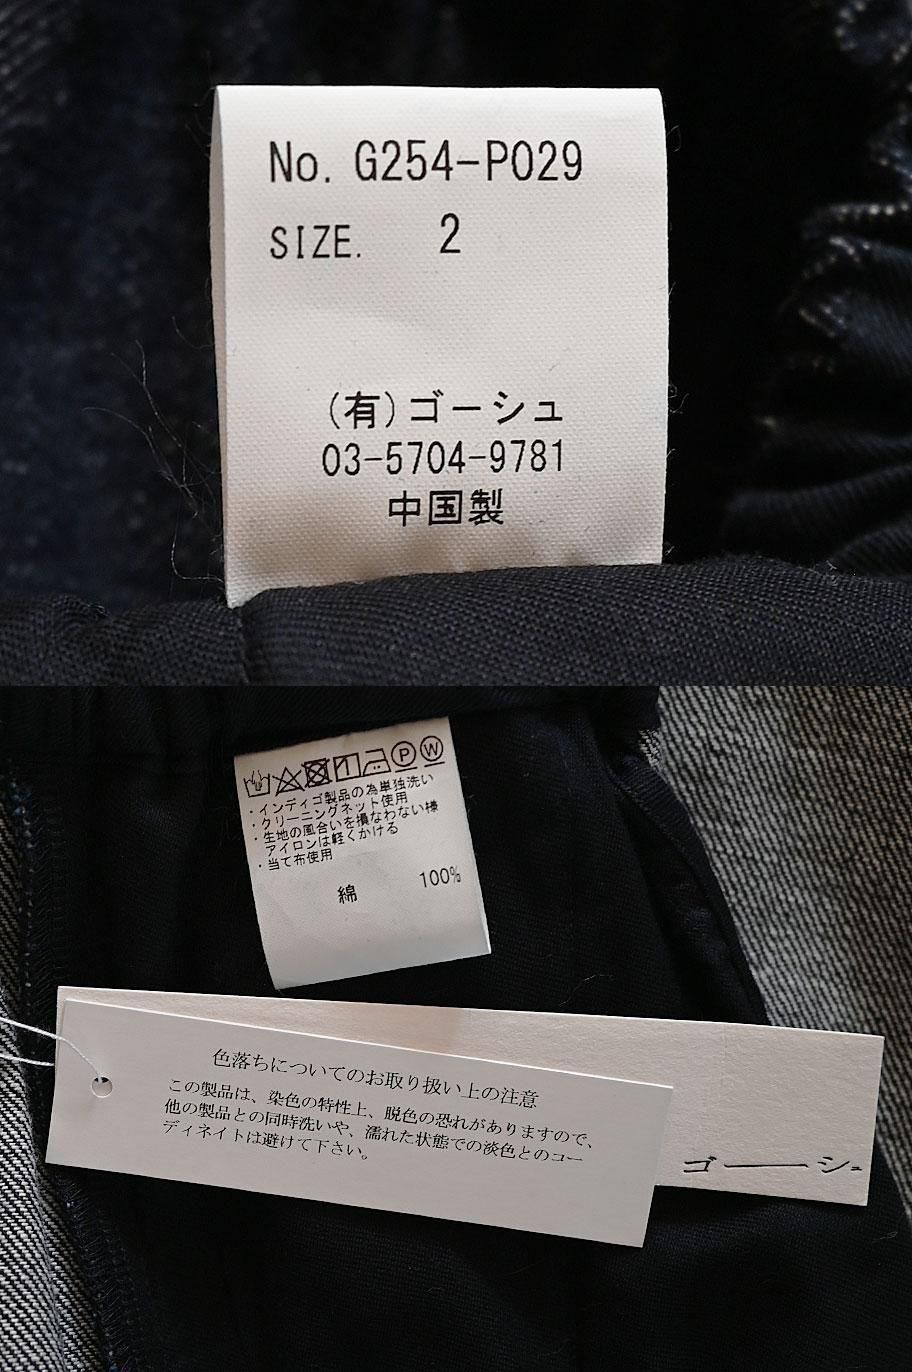 No. G254-P029
SIZE. 2
(有)ゴーシュ
03-5704-9781
中国製
P W
・インディゴ製品の為単独洗い
・クリーニングネット使用
・生地の風合いを損なわない様
アイロンは軽くかける
・当て布使用
綿 100%
色落ちについてのお取り扱い上の注意
この製品は、染色の特性上、脱色の恐れがありますので、
他の製品との同時洗いや、濡れた状態での淡色とのコー
ディネイトは避けて下さい。
ゴーシュ